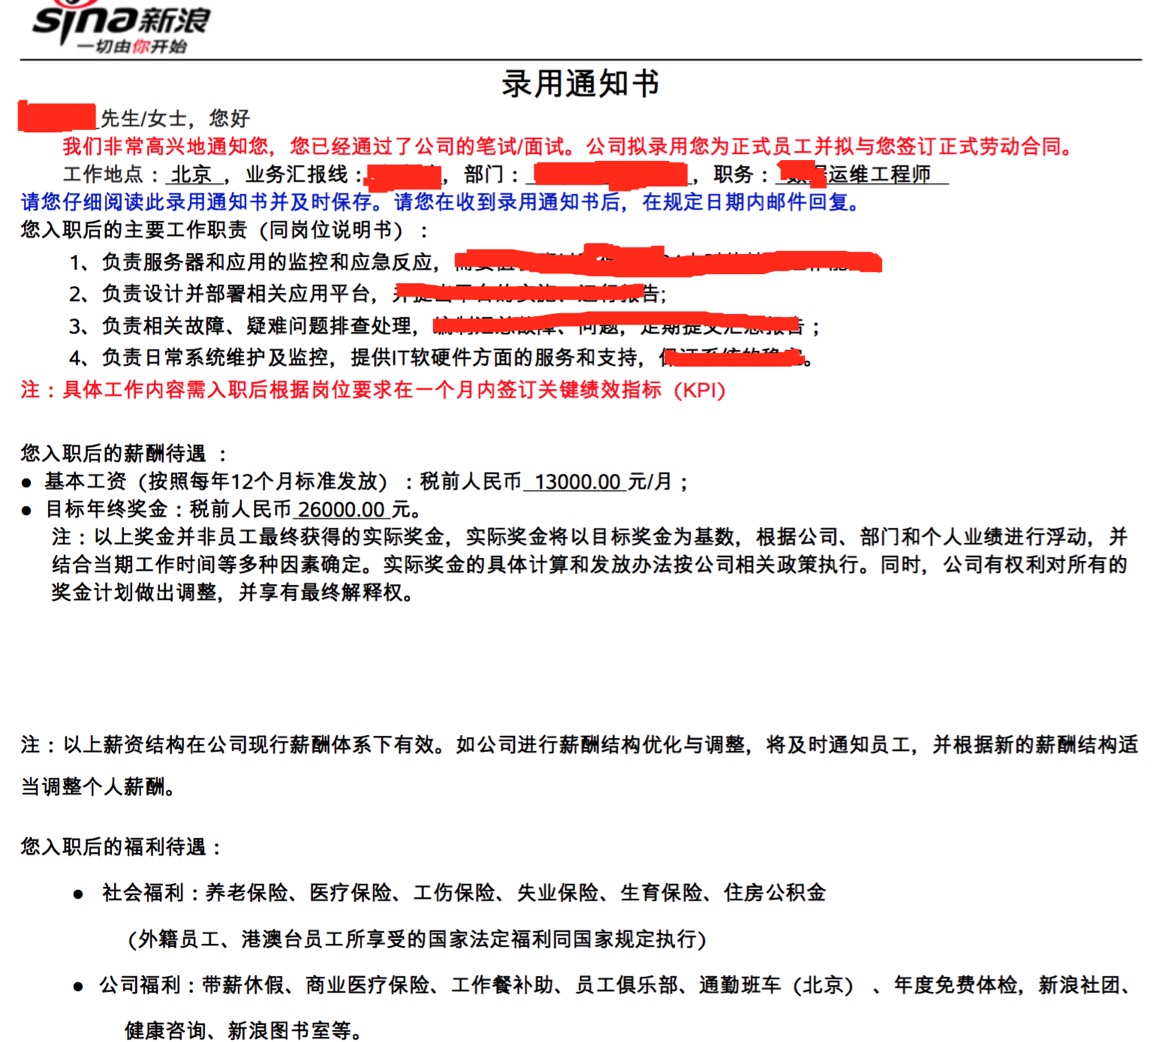 sina新浪
一切由你开始
录用通知书
先生/女士，您好
我们非常高兴地通知您，您已经通过了公司的笔试/面试。公司拟录用您为正式员工并拟与您签订正式劳动合同。
工作地点：北京，业务汇报线：，部门：，职务：运维工程师
请您仔细阅读此录用通知书并及时保存。请您在收到录用通知书后，在规定日期内邮件回复。
您入职后的主要工作职责（同岗位说明书）：
1、负责服务器和应用的监控和应急反应，
2、负责设计并部署相关应用平台，告;
3、负责相关故障、疑难问题排查处理，；
4、负责日常系统维护及监控，提供IT软硬件方面的服务和支持，。
注：具体工作内容需入职后根据岗位要求在一个月内签订关键绩效指标（KPI）
您入职后的薪酬待遇 ：
● 基本工资（按照每年12个月标准发放）：税前人民币 13000.00 元/月；
● 目标年终奖金：税前人民币 26000.00 元。
注：以上奖金并非员工最终获得的实际奖金，实际奖金将以目标奖金为基数，根据公司、部门和个人业绩进行浮动，并
结合当期工作时间等多种因素确定。实际奖金的具体计算和发放办法按公司相关政策执行。同时，公司有权利对所有的
奖金计划做出调整，并享有最终解释权。
注：以上薪资结构在公司现行薪酬体系下有效。如公司进行薪酬结构优化与调整，将及时通知员工，并根据新的薪酬结构适
当调整个人薪酬。
您入职后的福利待遇：
● 社会福利：养老保险、医疗保险、工伤保险、失业保险、生育保险、住房公积金
（外籍员工、港澳台员工所享受的国家法定福利同国家规定执行）
● 公司福利：带薪休假、商业医疗保险、工作餐补助、员工俱乐部、通勤班车（北京）、年度免费体检，新浪社团、
健康咨询、新浪图书室等。